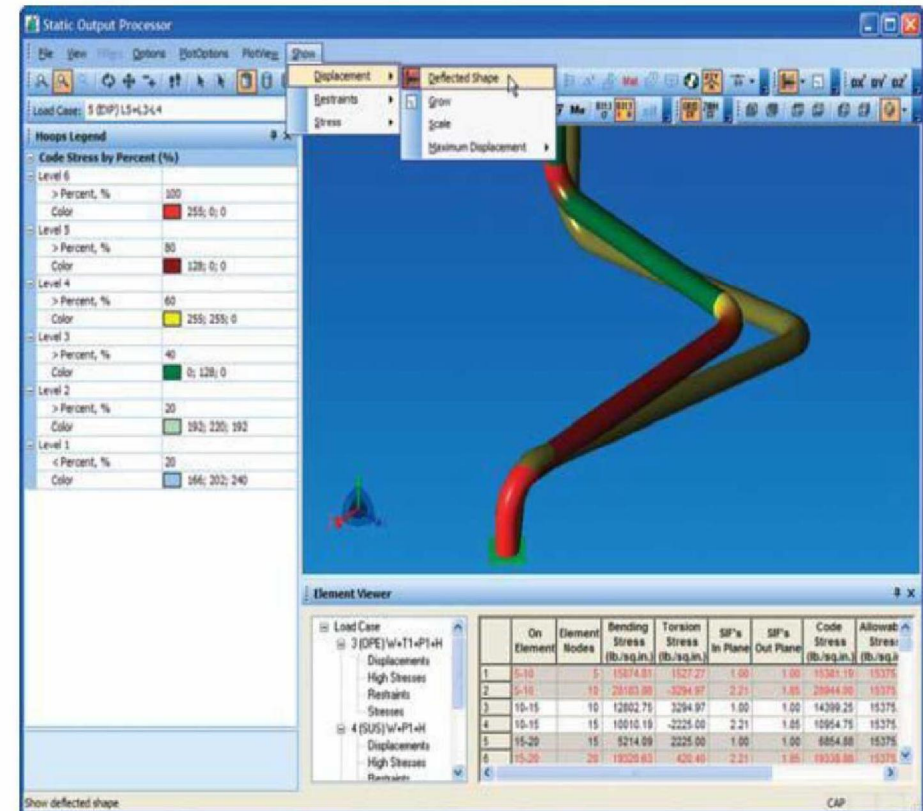 Static Output Processor
File View Options PlotOptions PlotView Show
Displacement
Restraints
Stress
Deflected Shape
Grow
Scale
Maximum Displacement
Load Case: 5 (DIP) L5=L3-L4
Hoops Legend
Code Stress by Percent (%)
Level 6
> Percent, % 100
Color 255; 0; 0
Level 5
> Percent, % 80
Color 128; 0; 0
Level 4
> Percent, % 60
Color 255; 255; 0
Level 3
> Percent, % 40
Color 0; 128; 0
Level 2
> Percent, % 20
Color 192; 220; 192
Level 1
< Percent, % 20
Color 166; 202; 240
Element Viewer
Load Case
3 (OPE) W+T1+P1+H
Displacements
High Stresses
Restraints
Stresses
4 (SUS) W+P1+H
Displacements
High Stresses
Restraints
On Element Element Nodes Bending Stress (lb./sq.in.) Torsion Stress (lb./sq.in.) SIF's In Plane SIF's Out Plane Code Stress (lb./sq.in.)
1 5-10 5 1527.27 1.00 1.00 15375
2 5-10 10 -3294.97 2.21 1.85 15375
3 10-15 10 12802.75 3294.97 1.00 1.00 14399.25 15375
4 10-15 15 10010.19 -2225.00 2.21 1.85 10954.75 15375
5 15-20 15 5214.09 2225.00 1.00 1.00 6854.88 15375
6 15-20 20 420.40 2.21 1.85 15375
Show deflected shape
CAP